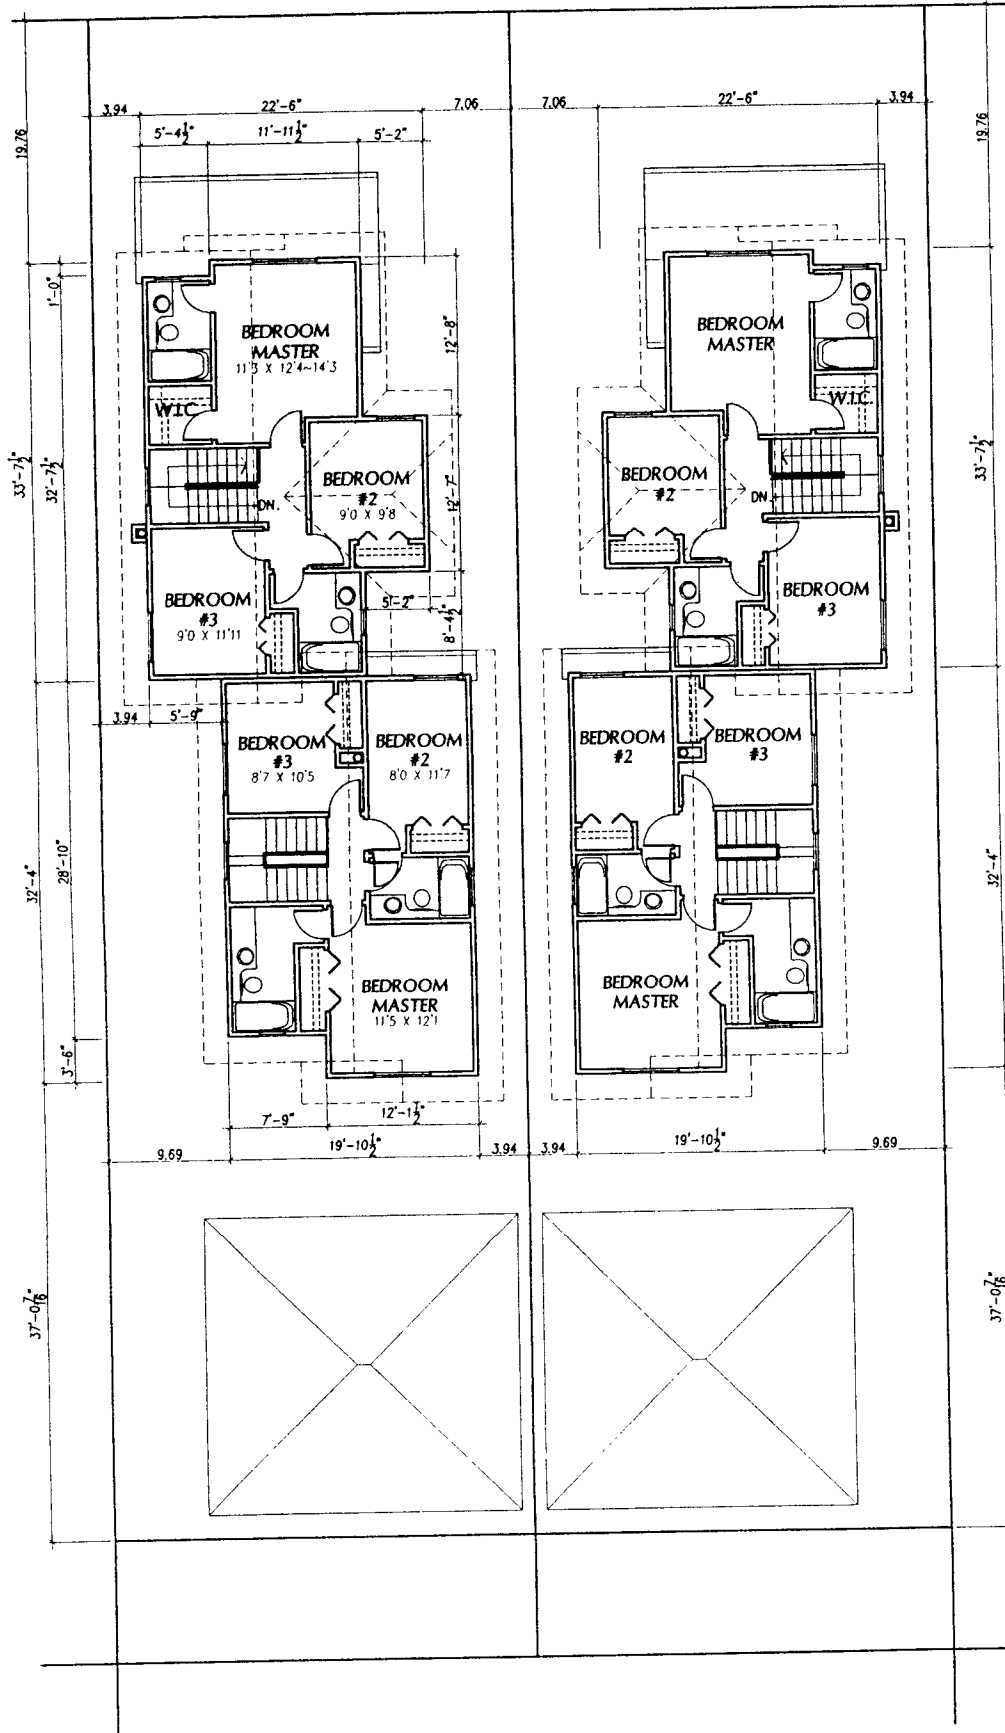 3.94 22'-6" 7.06 7.06 22'-6" 3.94
5'-4½" 11'-11½" 5'-2"
19.76
19.76
1'-0"
33'-7½"
32'-7½"
33'-7½"
BEDROOM
MASTER
11'3 X 12'4~14'3
12'-8"
BEDROOM
MASTER
W.I.C.
W.I.C.
BEDROOM
#2
9'0 X 9'8
12'-7"
DN.
BEDROOM
#2
DN.
BEDROOM
#3
9'0 X 11'11
5'-2"
8'-4½"
BEDROOM
#3
3.94 5'-9"
BEDROOM
#3
8'7 X 10'5
BEDROOM
#2
8'0 X 11'7
BEDROOM
#2
BEDROOM
#3
32'-4"
28'-10"
32'-4"
BEDROOM
MASTER
11'5 X 12'1
BEDROOM
MASTER
3'-6"
7'-9" 12'-1½"
9.69 19'-10½" 3.94 3.94 19'-10½" 9.69
37'-0 7/16"
37'-0 7/16"